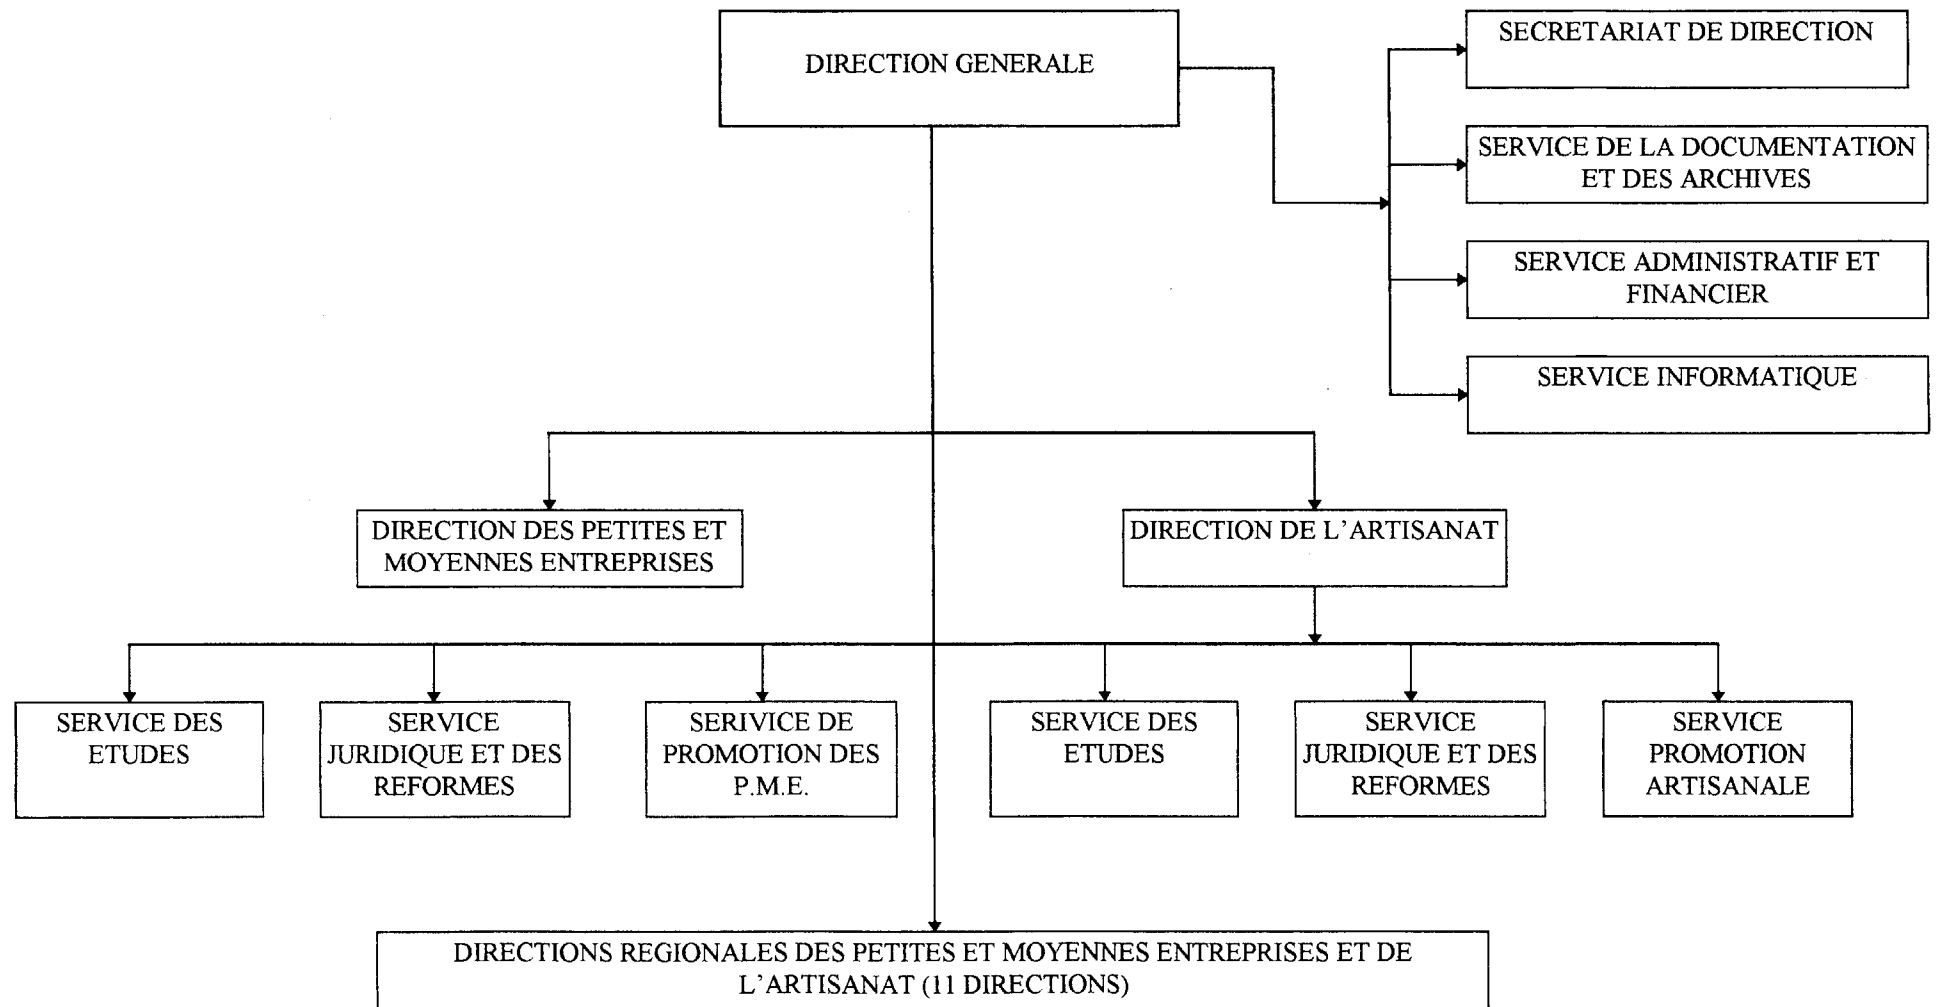 DIRECTION GENERALE
SECRETARIAT DE DIRECTION
SERVICE DE LA DOCUMENTATION
ET DES ARCHIVES
SERVICE ADMINISTRATIF ET
FINANCIER
SERVICE INFORMATIQUE
DIRECTION DES PETITES ET
MOYENNES ENTREPRISES
DIRECTION DE L'ARTISANAT
SERVICE DES
ETUDES
SERVICE
JURIDIQUE ET DES
REFORMES
SERIVICE DE
PROMOTION DES
P.M.E.
SERVICE DES
ETUDES
SERVICE
JURIDIQUE ET DES
REFORMES
SERVICE
PROMOTION
ARTISANALE
DIRECTIONS REGIONALES DES PETITES ET MOYENNES ENTREPRISES ET DE
L'ARTISANAT (11 DIRECTIONS)